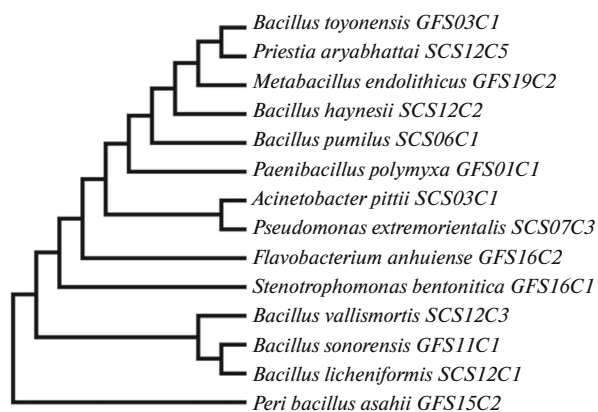 Bacillus toyonensis GFS03C1
Priestia aryabhattai SCS12C5
Metabacillus endolithicus GFS19C2
Bacillus haynesii SCS12C2
Bacillus pumilus SCS06C1
Paenibacillus polymyxa GFS01C1
Acinetobacter pittii SCS03C1
Pseudomonas extremorientalis SCS07C3
Flavobacterium anhuiense GFS16C2
Stenotrophomonas bentonitica GFS16C1
Bacillus vallismortis SCS12C3
Bacillus sonorensis GFS11C1
Bacillus licheniformis SCS12C1
Peri bacillus asahii GFS15C2